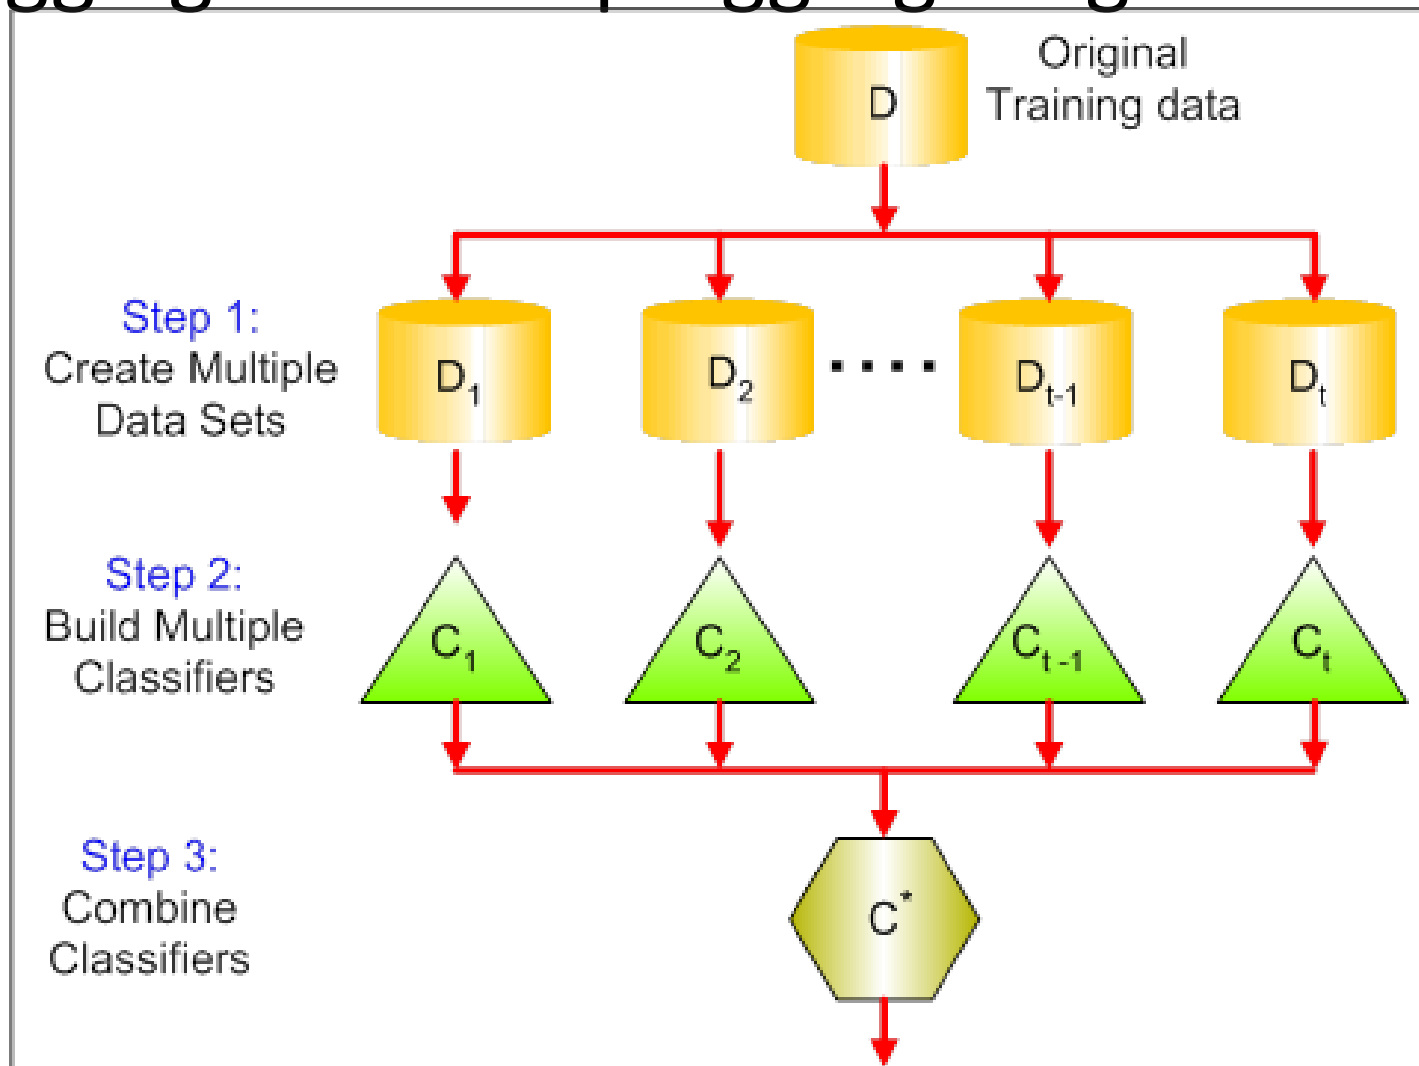 Original
Training data
D
Step 1:
Create Multiple
Data Sets
D1
D2
....
Dt-1
Dt
Step 2:
Build Multiple
Classifiers
C1
C2
Ct-1
Ct
Step 3:
Combine
Classifiers
C*